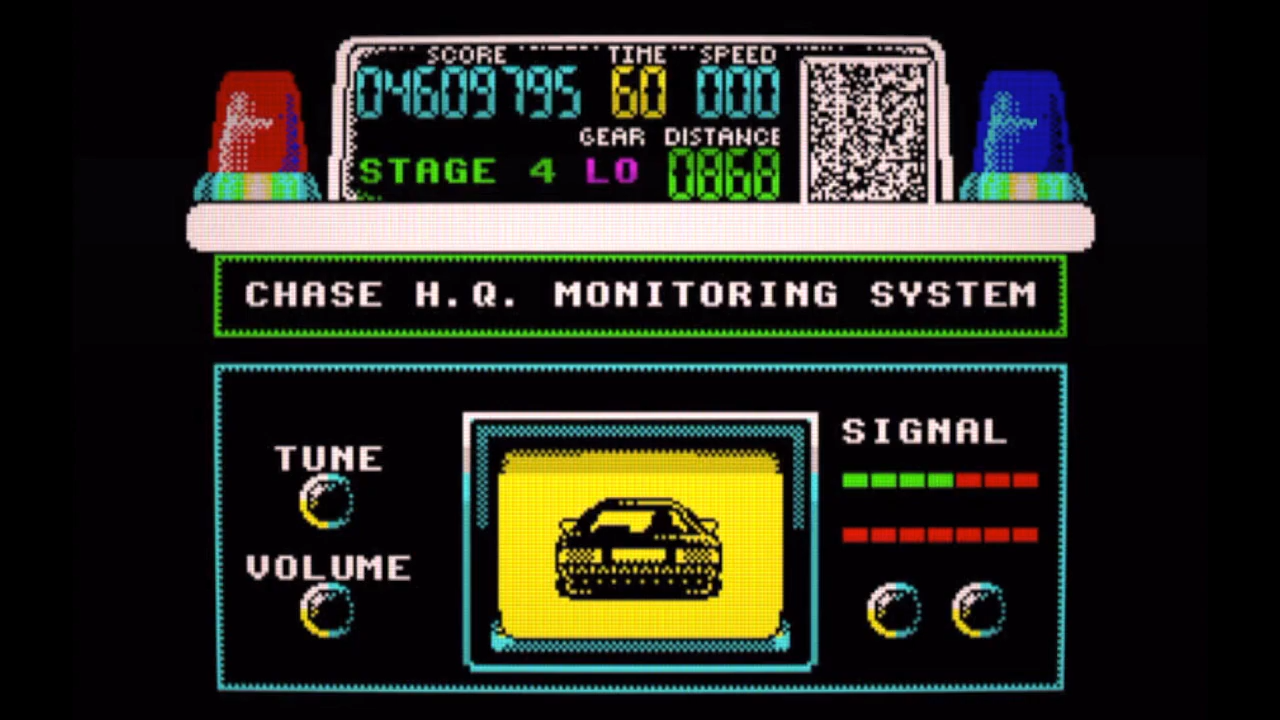 SCORE TIME SPEED
04609795 60 000
GEAR DISTANCE
STAGE 4 LO 0868
CHASE H.Q. MONITORING SYSTEM
SIGNAL
TUNE
VOLUME